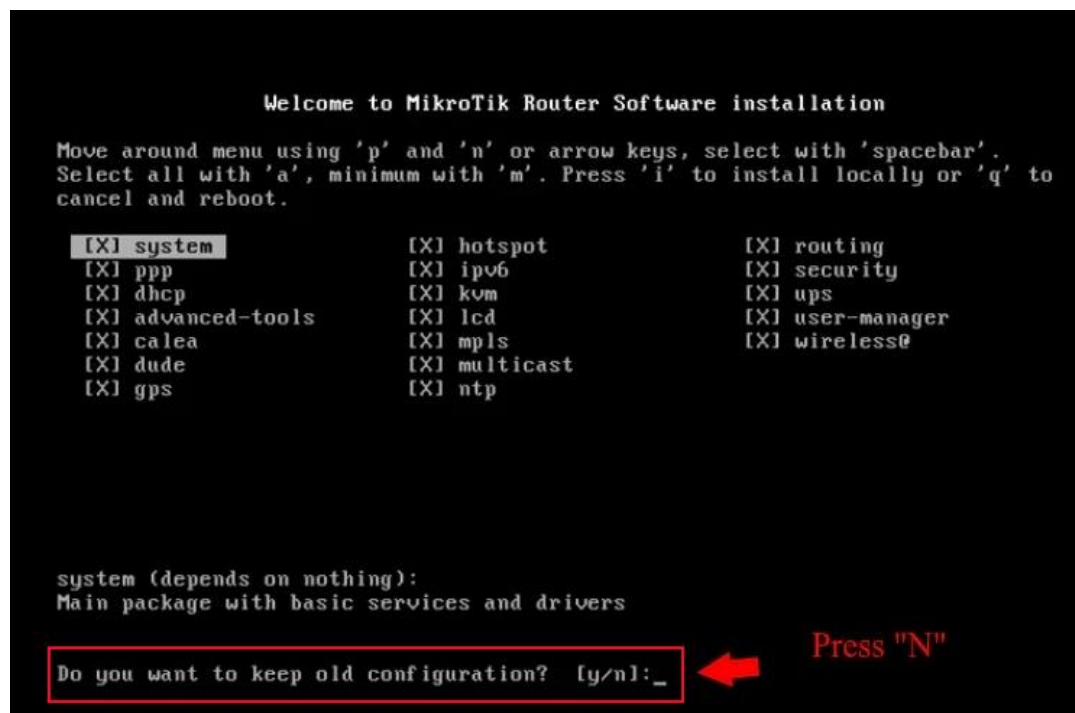 Welcome to MikroTik Router Software installation
Move around menu using 'p' and 'n' or arrow keys, select with 'spacebar'.
Select all with 'a', minimum with 'm'. Press 'i' to install locally or 'q' to
cancel and reboot.
[X] system [X] hotspot [X] routing
[X] ppp [X] ipv6 [X] security
[X] dhcp [X] kvm [X] ups
[X] advanced-tools [X] lcd [X] user-manager
[X] calea [X] mpls [X] wireless@
[X] dude [X] multicast
[X] gps [X] ntp
system (depends on nothing):
Main package with basic services and drivers
Press "N"
Do you want to keep old configuration? [y/n]:_